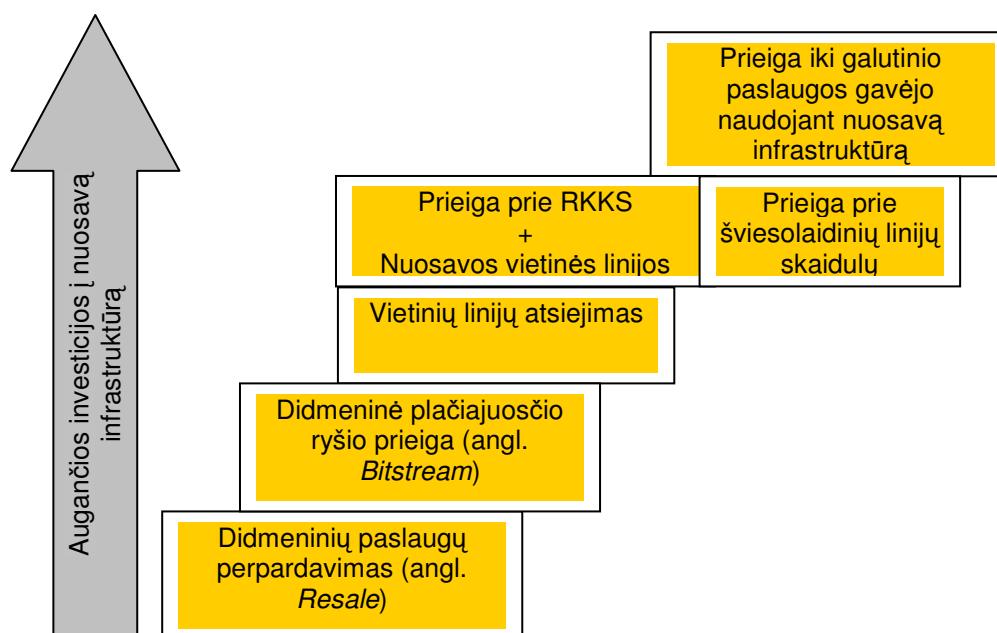 Prieiga iki galutinio
paslaugos gavėjo
naudojant nuosavą
infrastruktūrą
Prieiga prie RKKS
+
Nuosavos vietinės linijos
Prieiga prie
šviesolaidinių linijų
skaidulų
Vietinių linijų atsiejimas
Didmeninė plačiajuosčio
ryšio prieiga (angl.
Bitstream)
Didmeninių paslaugų
perpardavimas (angl.
Resale)
Augančios investicijos į nuosavą
infrastruktūrą